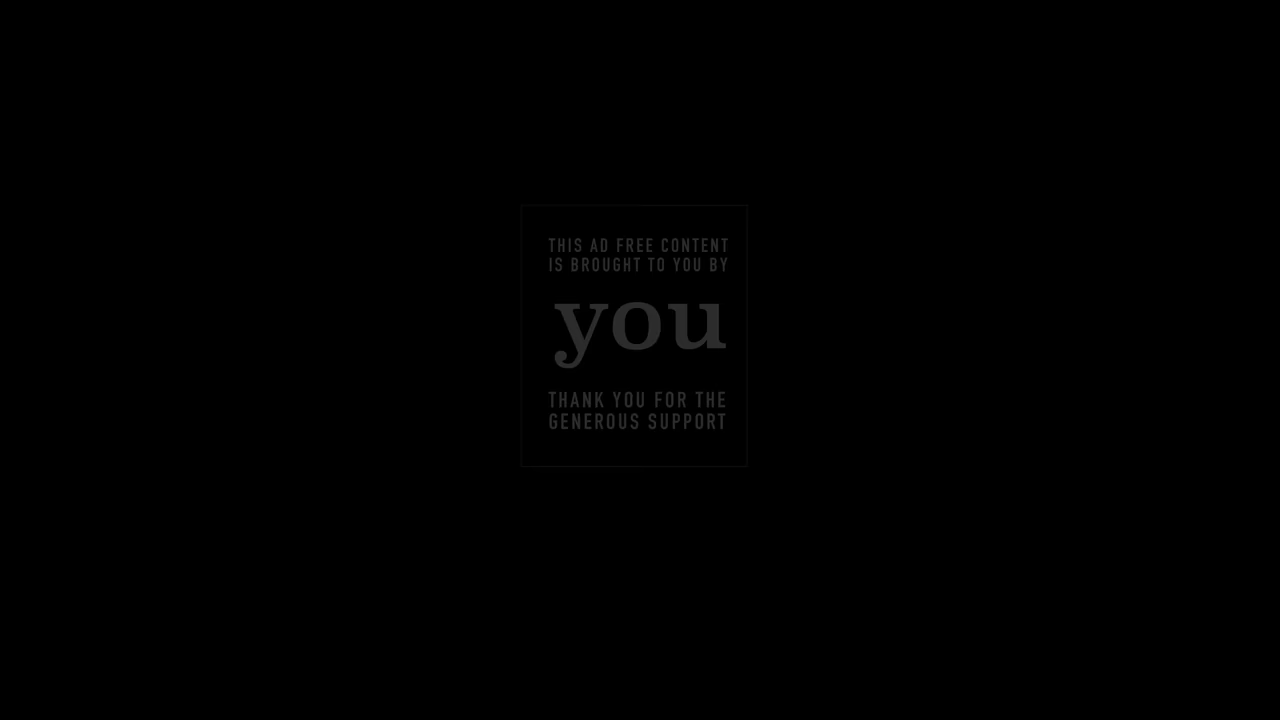 THIS AD FREE CONTENT
IS BROUGHT TO YOU BY
you
THANK YOU FOR THE
GENEROUS SUPPORT